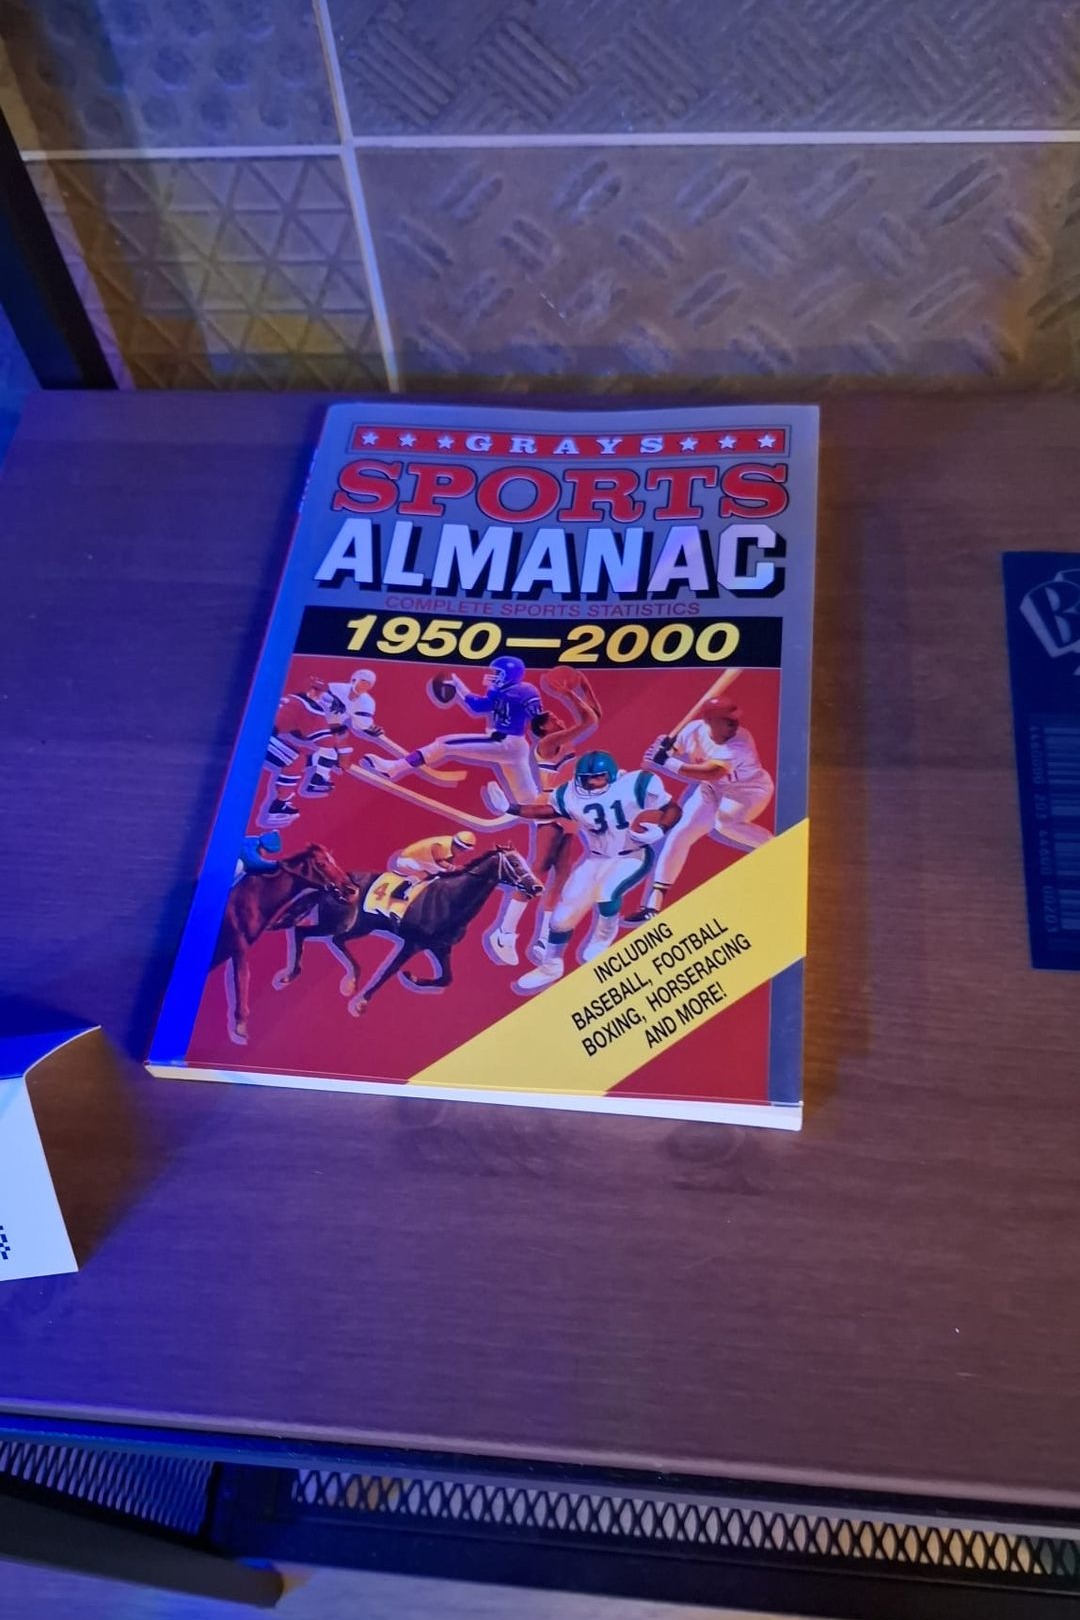 GRAYS
SPORTS
ALMANAC
COMPLETE SPORTS STATISTICS
1950—2000
31
4
INCLUDING
BASEBALL, FOOTBALL
BOXING, HORSERACING
AND MORE!